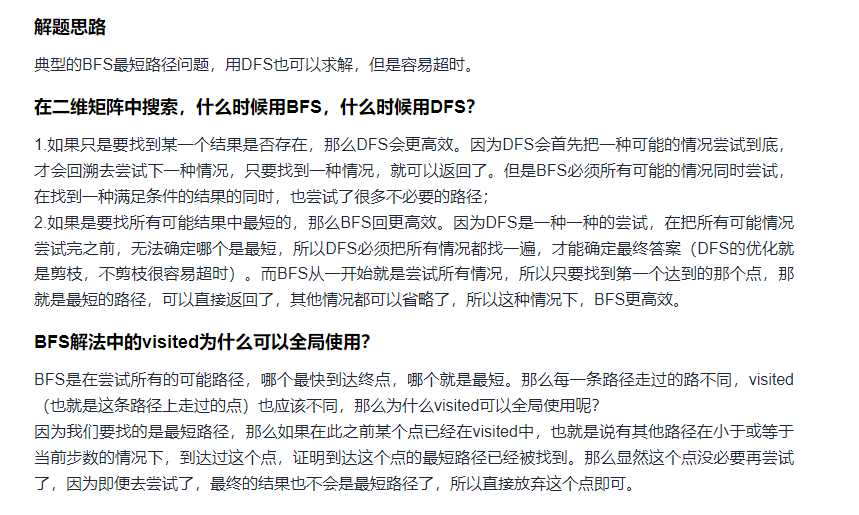 解题思路
典型的BFS最短路径问题，用DFS也可以求解，但是容易超时。
在二维矩阵中搜索，什么时候用BFS，什么时候用DFS？
1.如果只是要找到某一个结果是否存在，那么DFS会更高效。因为DFS会首先把一种可能的情况尝试到底，
才会回溯去尝试下一种情况，只要找到一种情况，就可以返回了。但是BFS必须所有可能的情况同时尝试，
在找到一种满足条件的结果的同时，也尝试了很多不必要的路径；
2.如果是要找所有可能结果中最短的，那么BFS回更高效。因为DFS是一种一种的尝试，在把所有可能情况
尝试完之前，无法确定哪个是最短，所以DFS必须把所有情况都找一遍，才能确定最终答案（DFS的优化就
是剪枝，不剪枝很容易超时）。而BFS从一开始就是尝试所有情况，所以只要找到第一个达到的那个点，那
就是最短的路径，可以直接返回了，其他情况都可以省略了，所以这种情况下，BFS更高效。
BFS解法中的visited为什么可以全局使用？
BFS是在尝试所有的可能路径，哪个最快到达终点，哪个就是最短。那么每一条路径走过的路不同，visited
（也就是这条路径上走过的点）也应该不同，那么为什么visited可以全局使用呢？
因为我们要找的是最短路径，那么如果在此之前某个点已经在visited中，也就是说有其他路径在小于或等于
当前步数的情况下，到达过这个点，证明到达这个点的最短路径已经被找到。那么显然这个点没必要再尝试
了，因为即便去尝试了，最终的结果也不会是最短路径了，所以直接放弃这个点即可。